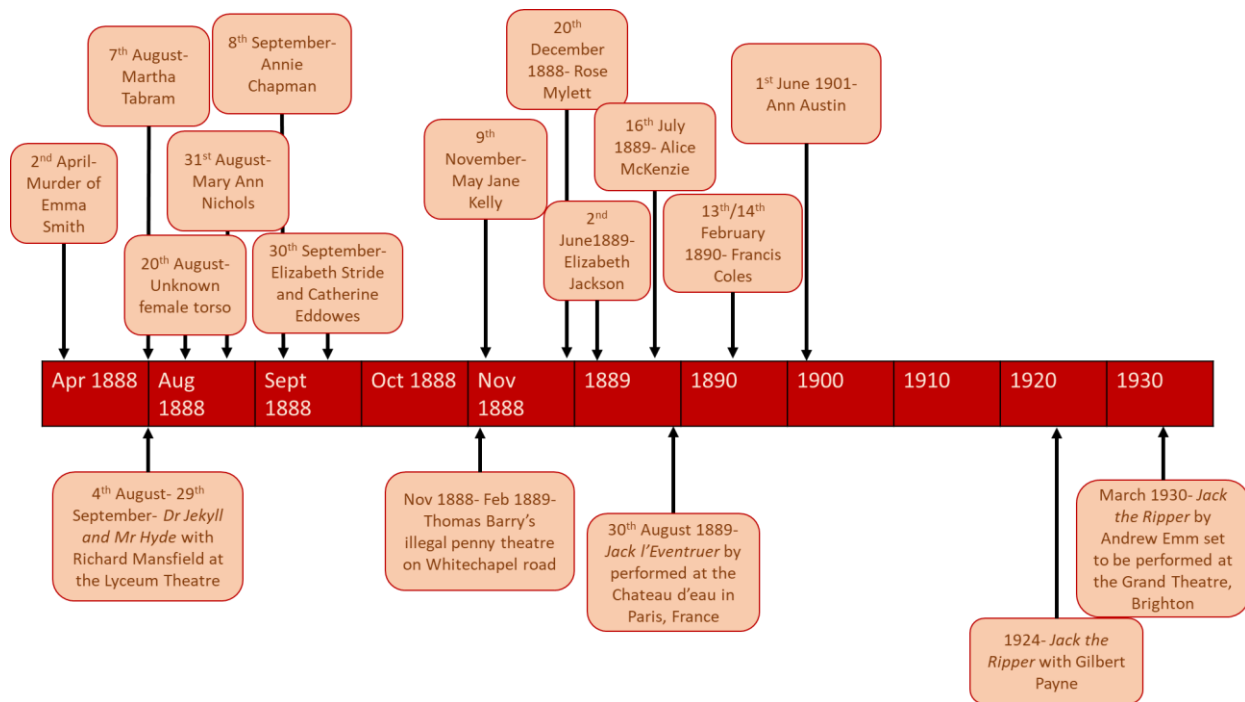 7th August-
Martha
Tabram
8th September-
Annie
Chapman
20th
December
1888- Rose
Mylett
1st June 1901-
Ann Austin
2nd April-
Murder of
Emma
Smith
31st August-
Mary Ann
Nichols
9th
November-
May Jane
Kelly
16th July
1889- Alice
McKenzie
20th August-
Unknown
female torso
30th September-
Elizabeth Stride
and Catherine
Eddowes
2nd
June1889-
Elizabeth
Jackson
13th/14th
February
1890- Francis
Coles
Apr 1888
Aug
1888
Sept
1888
Oct 1888
Nov
1888
1889
1890
1900
1910
1920
1930
4th August- 29th
September- Dr Jekyll
and Mr Hyde with
Richard Mansfield at
the Lyceum Theatre
Nov 1888- Feb 1889-
Thomas Barry’s
illegal penny theatre
on Whitechapel road
30th August 1889-
Jack l’Eventruer by
performed at the
Chateau d’eau in
Paris, France
1924- Jack the
Ripper with Gilbert
Payne
March 1930- Jack
the Ripper by
Andrew Emm set
to be performed at
the Grand Theatre,
Brighton